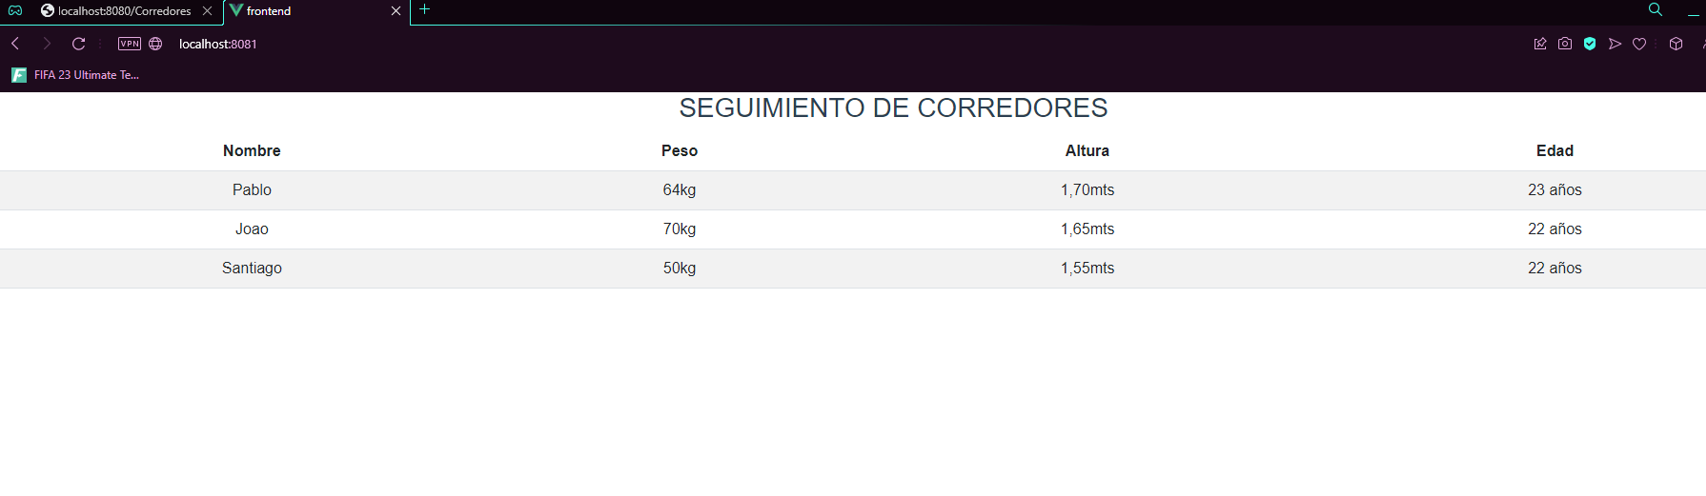 localhost:8080/Corredores frontend
VPN localhost:8081
FIFA 23 Ultimate Te...
SEGUIMIENTO DE CORREDORES
Nombre Peso Altura Edad
Pablo 64kg 1,70mts 23 años
Joao 70kg 1,65mts 22 años
Santiago 50kg 1,55mts 22 años